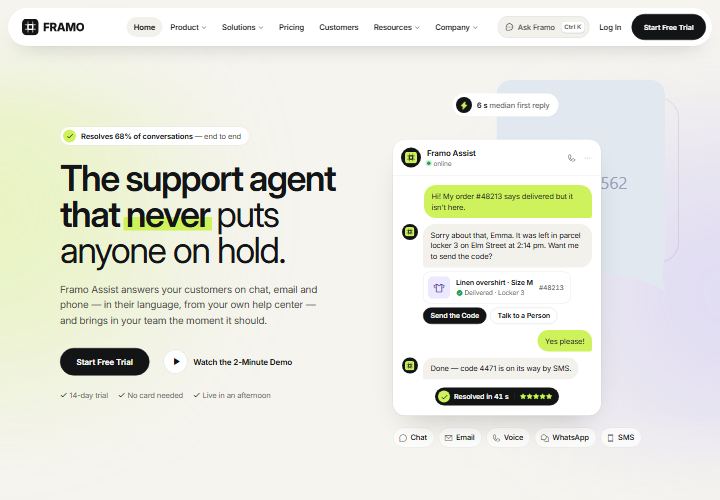 FRAMO
Home
Product
Solutions
Pricing
Customers
Resources
Company
Ask Framo
Ctrl K
Log In
Start Free Trial
Resolves 68% of conversations — end to end
The support agent
that never puts
anyone on hold.
Framo Assist answers your customers on chat, email and
phone — in their language, from your own help center —
and brings in your team the moment it should.
Start Free Trial
Watch the 2-Minute Demo
14-day trial
No card needed
Live in an afternoon
6 s median first reply
562
Framo Assist
online
Hi! My order #48213 says delivered but it
isn't here.
Sorry about that, Emma. It was left in parcel
locker 3 on Elm Street at 2:14 pm. Want me
to send the code?
Linen overshirt · Size M
#48213
Delivered · Locker 3
Send the Code
Talk to a Person
Yes please!
Done — code 4471 is on its way by SMS.
Resolved in 41 s
Chat
Email
Voice
WhatsApp
SMS